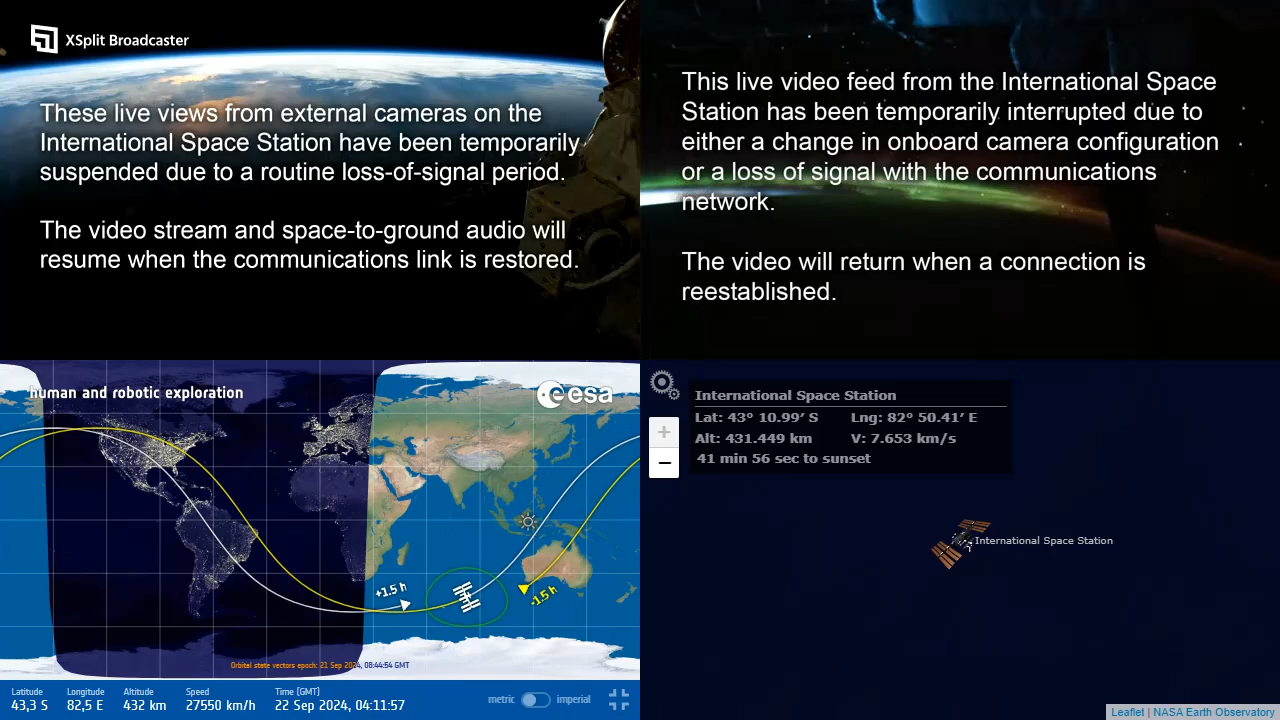 XSplit Broadcaster
These live views from external cameras on the
International Space Station have been temporarily
suspended due to a routine loss-of-signal period.
The video stream and space-to-ground audio will
resume when the communications link is restored.
This live video feed from the International Space
Station has been temporarily interrupted due to
either a change in onboard camera configuration
or a loss of signal with the communications
network.
The video will return when a connection is
reestablished.
human and robotic exploration
esa
+1.5 h
-1.5 h
Orbital state vectors epoch: 21 Sep 2024, 08:44:54 GMT
Latitude Longitude Altitude Speed Time (GMT)
43,3 S 82,5 E 432 km 27550 km/h 22 Sep 2024, 04:11:57
metric imperial
+
−
International Space Station
Lat: 43° 10.99′ S Lng: 82° 50.41′ E
Alt: 431.449 km V: 7.653 km/s
41 min 56 sec to sunset
International Space Station
Leaflet | NASA Earth Observatory